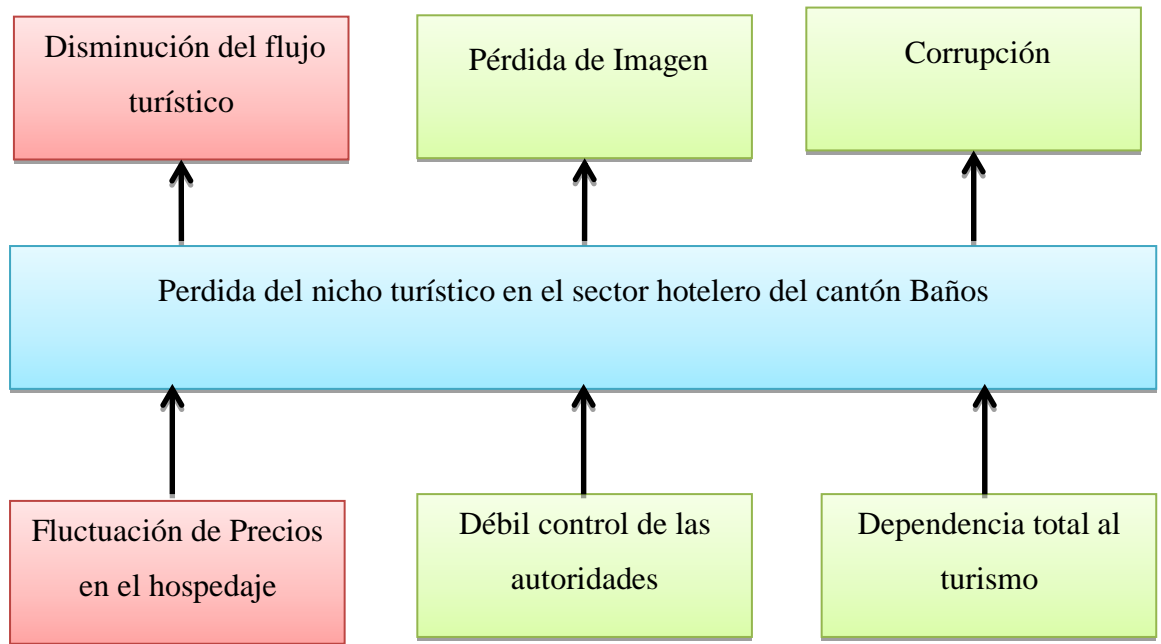 Disminución del flujo
turístico
Pérdida de Imagen
Corrupción
Perdida del nicho turístico en el sector hotelero del cantón Baños
Fluctuación de Precios
en el hospedaje
Débil control de las
autoridades
Dependencia total al
turismo